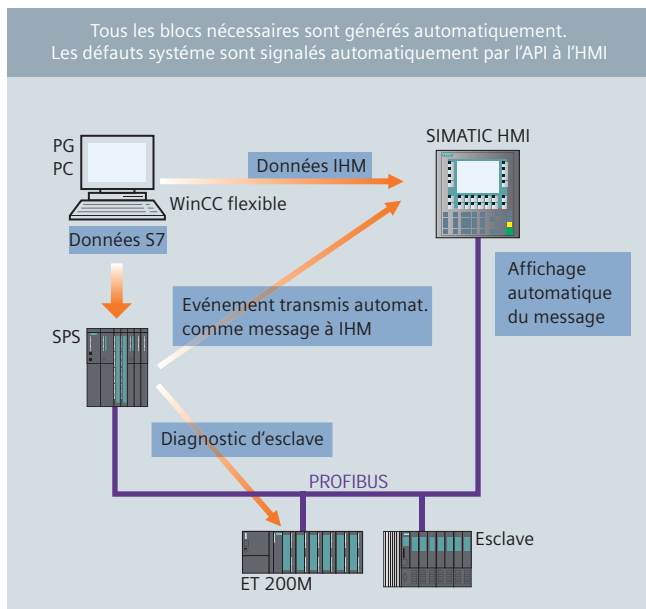 Tous les blocs nécessaires sont générés automatiquement.
Les défauts systéme sont signalés automatiquement par l'API à l'HMI
PG
PC
SIMATIC HMI
Données IHM
WinCC flexible
Données S7
Affichage
automatique
du message
Evénement transmis automat.
comme message à IHM
SPS
Diagnostic d'esclave
PROFIBUS
Esclave
ET 200M